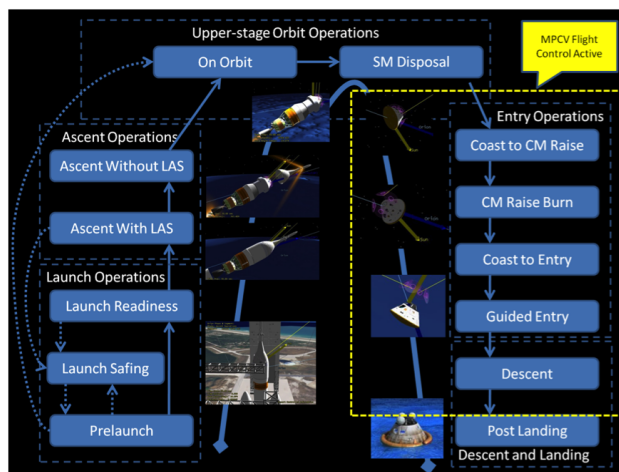 Upper-stage Orbit Operations
MPCV Flight
Control Active
On Orbit
SM Disposal
Ascent Operations
Entry Operations
Ascent Without LAS
Coast to CM Raise
Ascent With LAS
CM Raise Burn
Launch Operations
Coast to Entry
Launch Readiness
Guided Entry
Launch Safing
Descent
Prelaunch
Post Landing
Descent and Landing